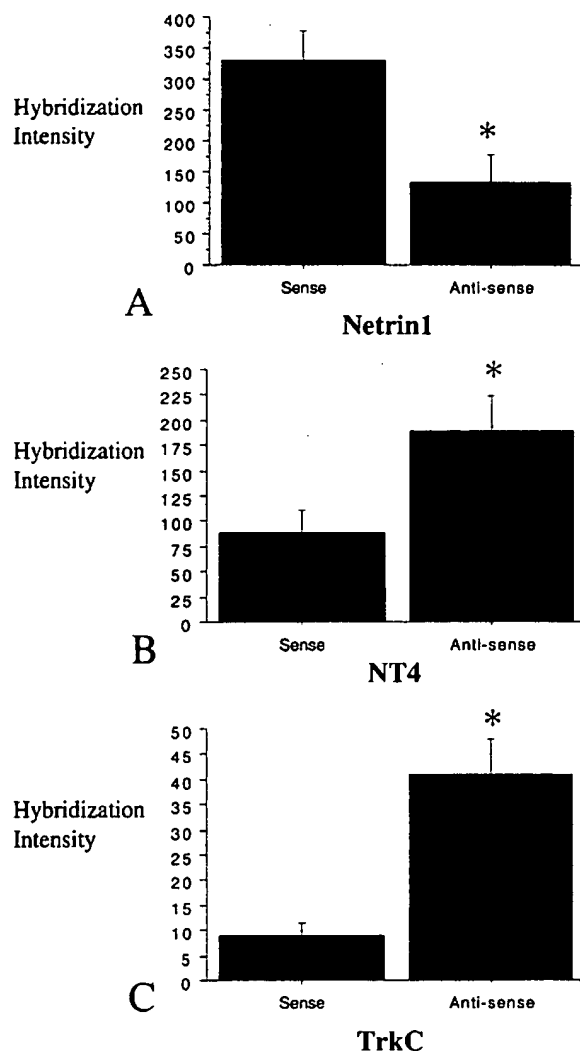 400
350
300
250
200
150
100
50
0
Hybridization
Intensity
*
Sense Anti-sense
A
Netrin1
250
225
200
175
150
125
100
75
50
25
0
Hybridization
Intensity
*
Sense Anti-sense
B
NT4
50
45
40
35
30
25
20
15
10
5
0
Hybridization
Intensity
*
Sense Anti-sense
C
TrkC